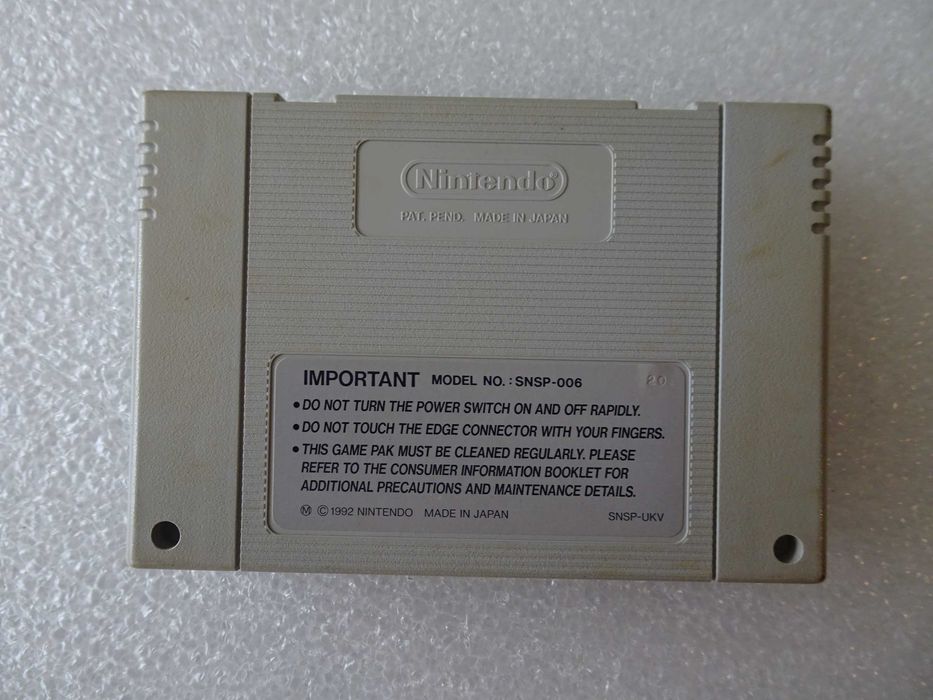 Nintendo®
PAT. PEND. MADE IN JAPAN
IMPORTANT MODEL NO. : SNSP-006
20
• DO NOT TURN THE POWER SWITCH ON AND OFF RAPIDLY.
• DO NOT TOUCH THE EDGE CONNECTOR WITH YOUR FINGERS.
• THIS GAME PAK MUST BE CLEANED REGULARLY. PLEASE
REFER TO THE CONSUMER INFORMATION BOOKLET FOR
ADDITIONAL PRECAUTIONS AND MAINTENANCE DETAILS.
Ⓜ ©1992 NINTENDO MADE IN JAPAN
SNSP-UKV